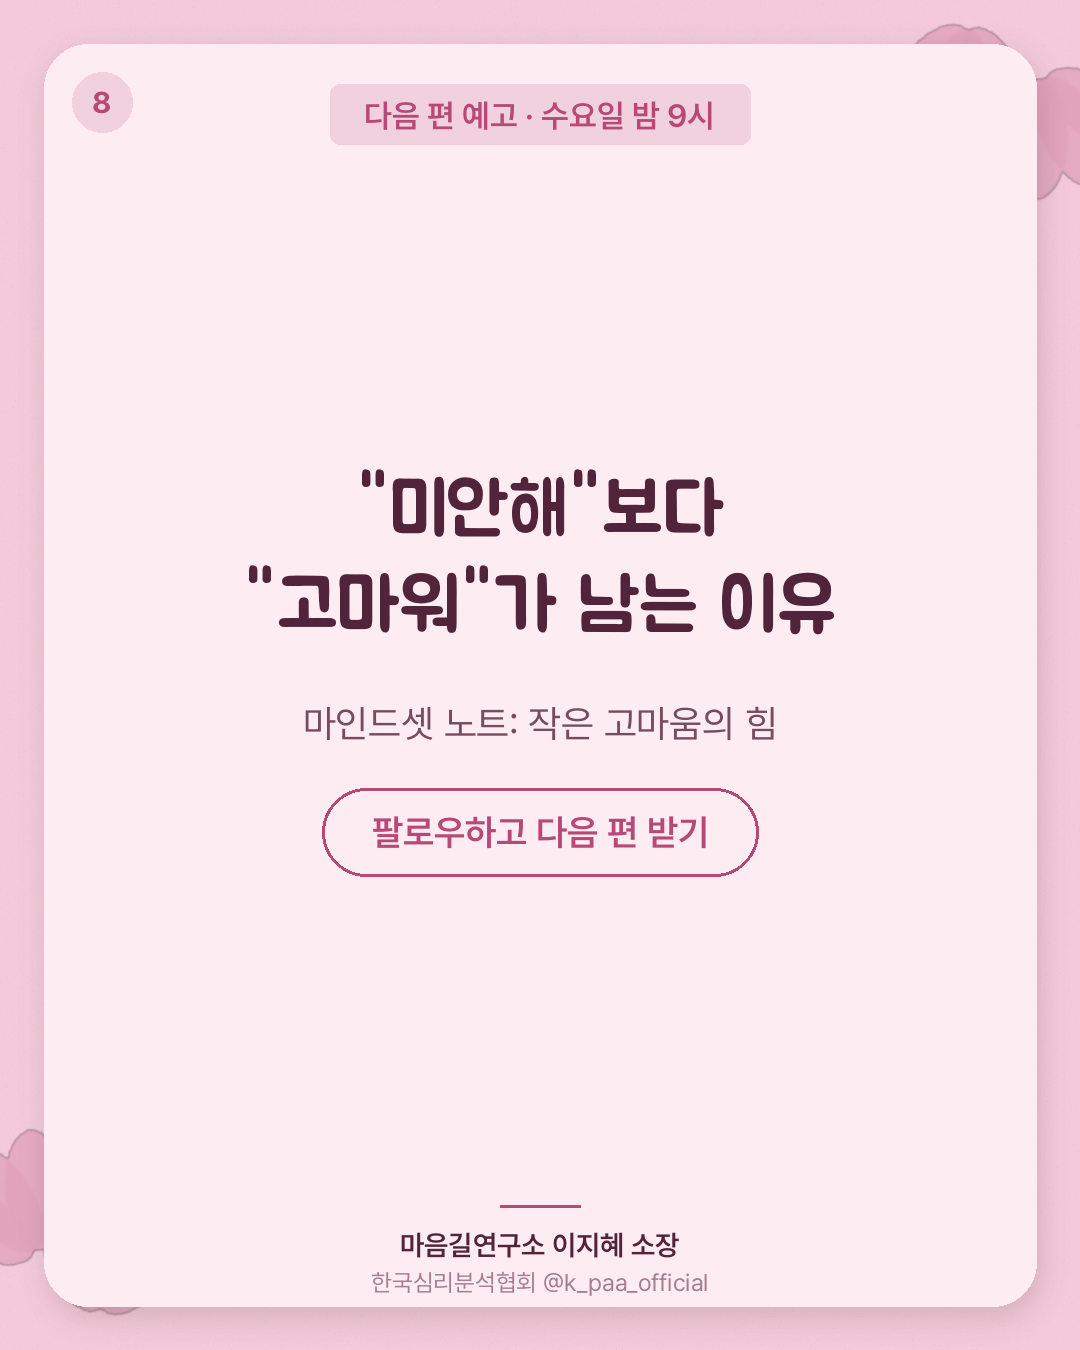 8
다음 편 예고 · 수요일 밤 9시
"미안해"보다
"고마워"가 남는 이유
마인드셋 노트: 작은 고마움의 힘
팔로우하고 다음 편 받기
마음길연구소 이지혜 소장
한국심리분석협회 @k_paa_official